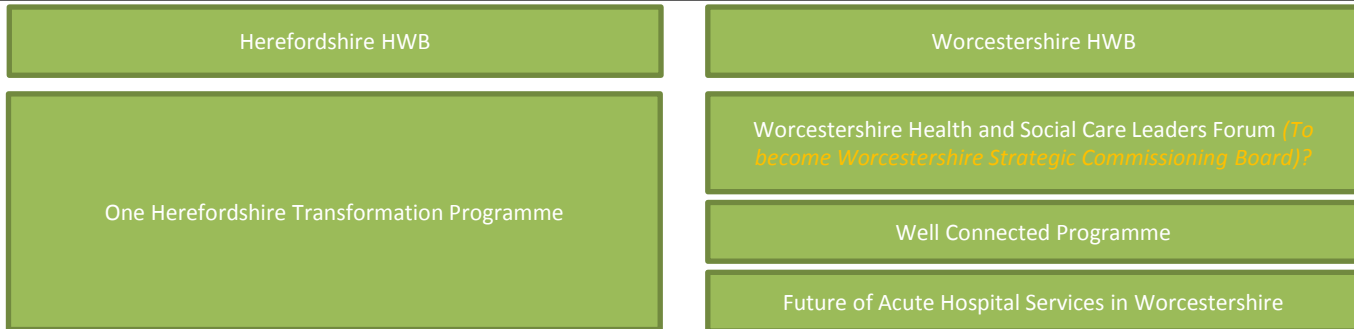 Herefordshire HWB
Worcestershire HWB
One Herefordshire Transformation Programme
Worcestershire Health and Social Care Leaders Forum (To
become Worcestershire Strategic Commissioning Board)?
Well Connected Programme
Future of Acute Hospital Services in Worcestershire